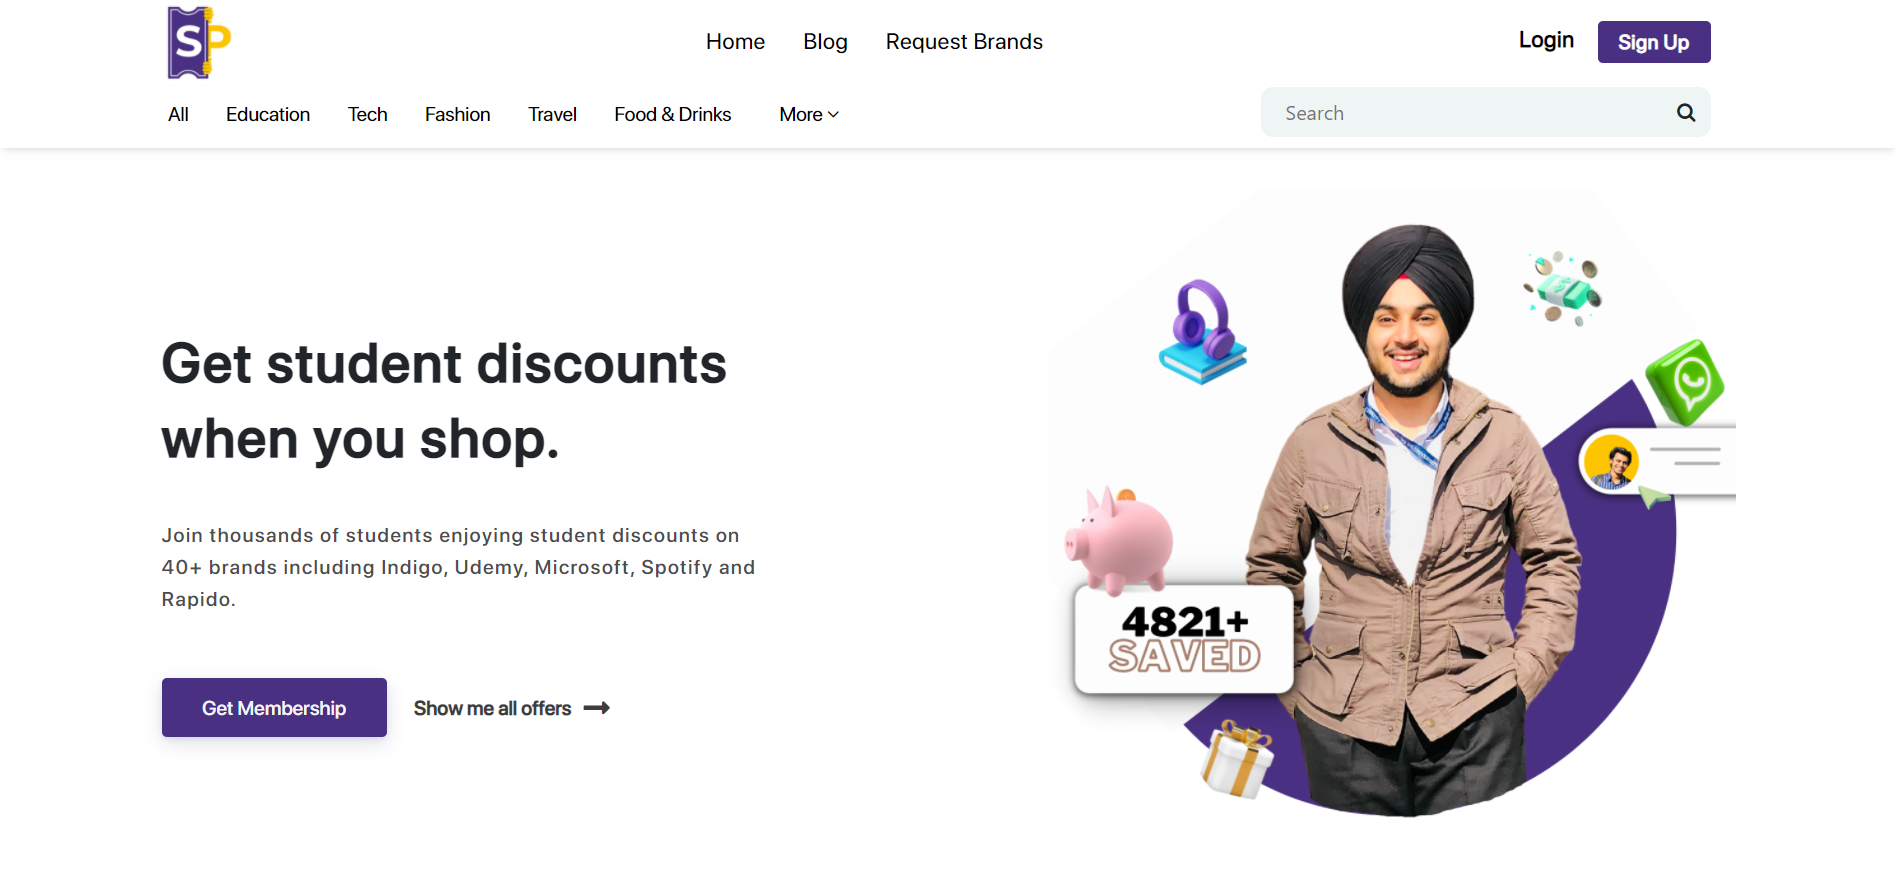 SP
Home Blog Request Brands
Login Sign Up
All Education Tech Fashion Travel Food & Drinks More
Search
Get student discounts
when you shop.
Join thousands of students enjoying student discounts on
40+ brands including Indigo, Udemy, Microsoft, Spotify and
Rapido.
Get Membership Show me all offers
4821+
SAVED